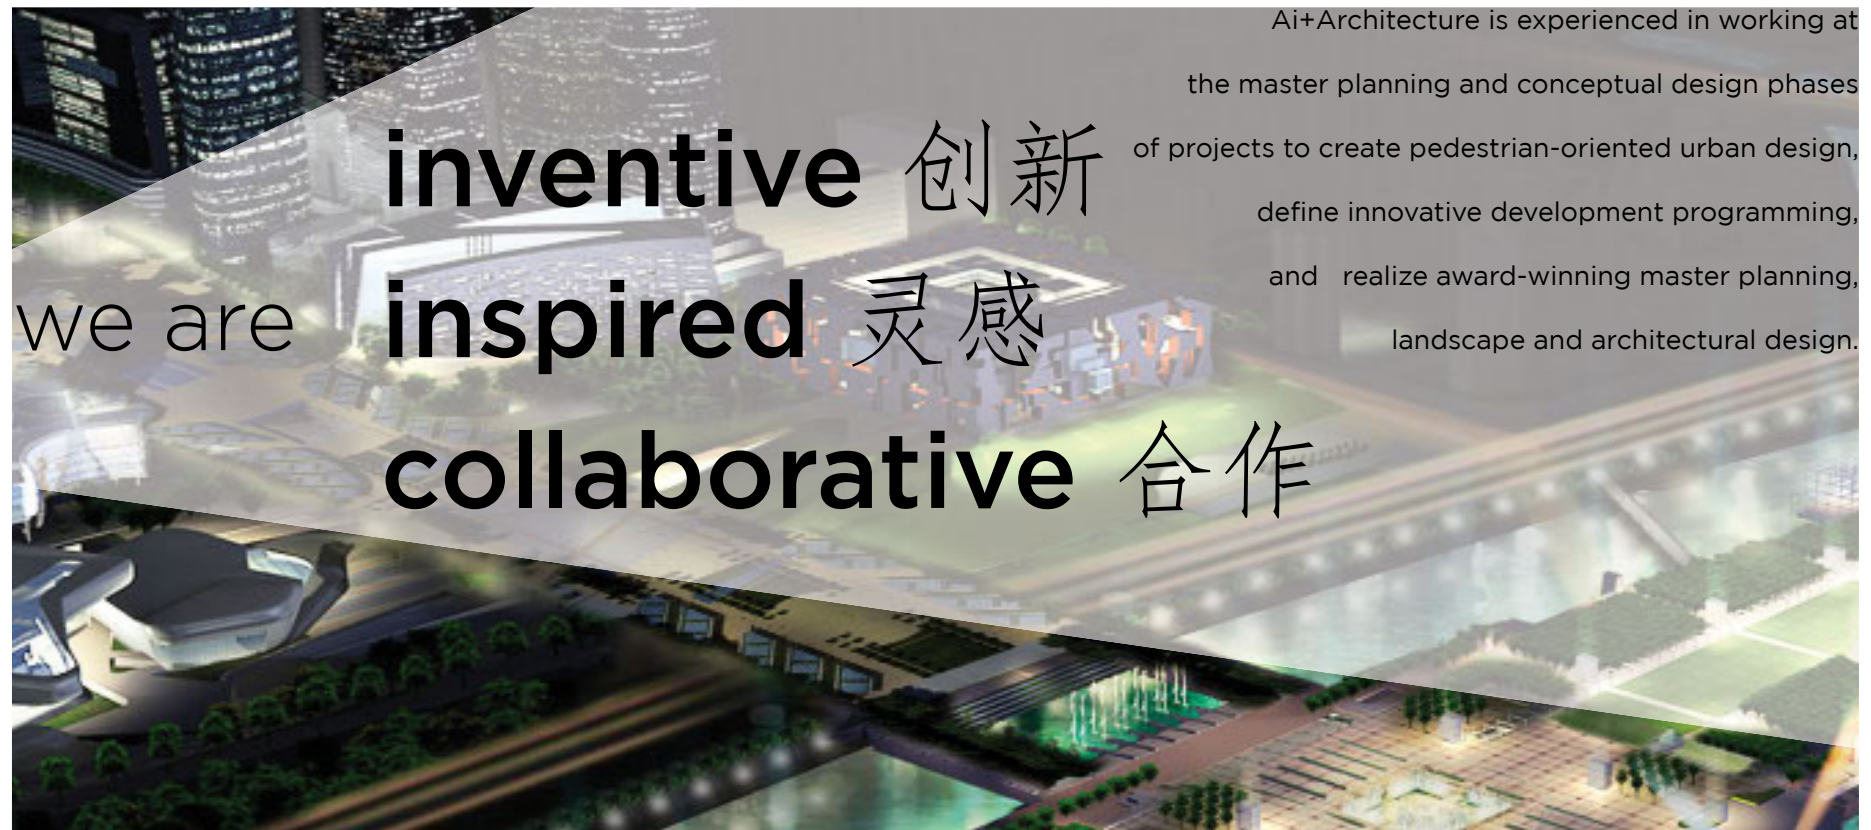 we are
inventive 创新
inspired 灵感
collaborative 合作
Ai+Architecture is experienced in working at
the master planning and conceptual design phases
of projects to create pedestrian-oriented urban design,
define innovative development programming,
and realize award-winning master planning,
landscape and architectural design.